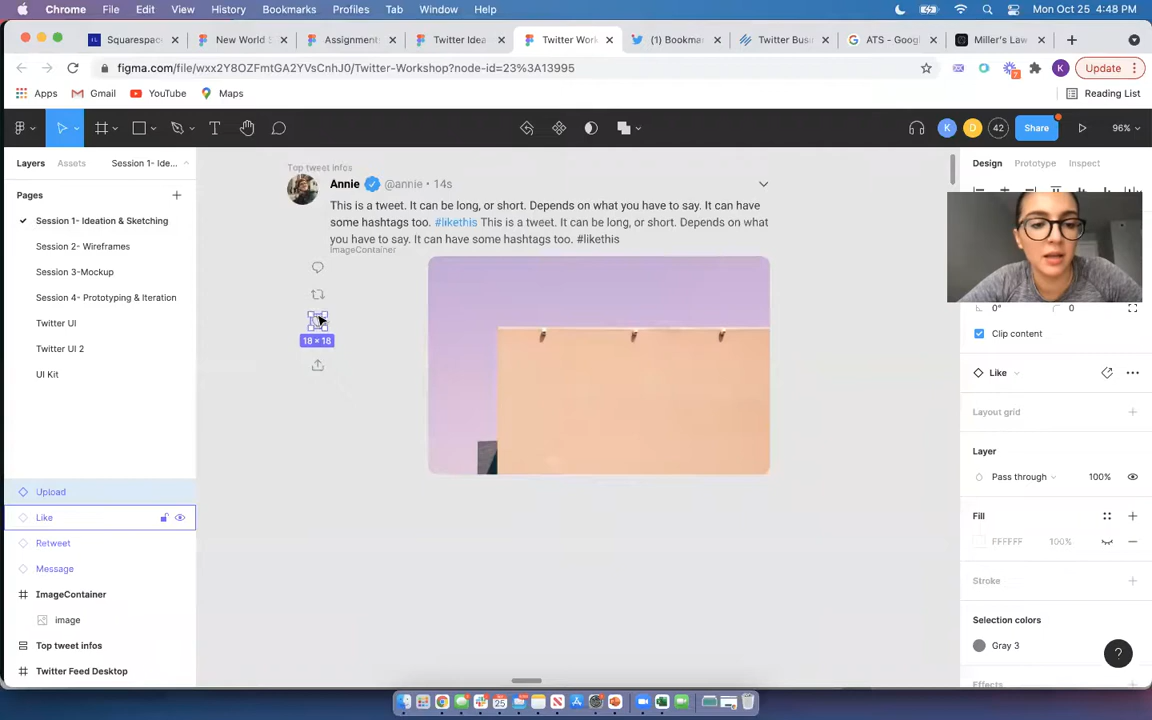 Chrome File Edit View History Bookmarks Profiles Tab Window Help Mon Oct 25 4:48 PM
Squarespac Twitter New World S Assignment Twitter Idea Twitter Work (1) Bookmar Twitter Busi ATS - Googl Miller's Law
figma.com/file/wxx2Y8OZFmtGA2YVsCnhJ0/Twitter-Workshop?node-id=23%3A13995 7 K Update
Apps Gmail YouTube Maps Reading List
K D 42 Share 96%
Layers Assets Session 1- Ide... Design Prototype Inspect
Pages
Session 1- Ideation & Sketching
Session 2- Wireframes
Session 3-Mockup
Session 4- Prototyping & Iteration
Twitter UI
Twitter UI 2
UI Kit
Upload
Like
Retweet
Message
ImageContainer
image
Top tweet infos
Twitter Feed Desktop
Top tweet infos
Annie @annie • 14s
This is a tweet. It can be long, or short. Depends on what you have to say. It can have
some hashtags too. #likethis This is a tweet. It can be long, or short. Depends on what
you have to say. It can have some hashtags too. #likethis
ImageContainer
18 × 18
0° 0
Clip content
Like
Layout grid
Layer
Pass through 100%
Fill
FFFFFF 100%
Stroke
Selection colors
Gray 3
Effects
?